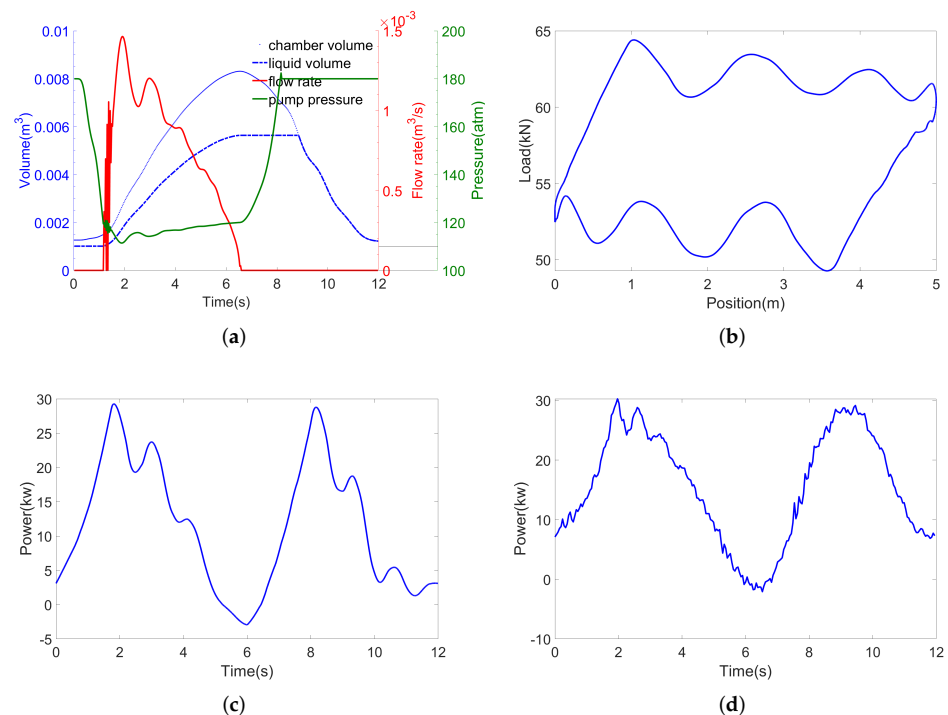 ×10⁻³
0.01
0.008
0.006
0.004
0.002
0
Volume(m³)
chamber volume
liquid volume
flow rate
pump pressure
1.5
1
0.5
0
Flow rate(m³/s)
200
180
160
140
120
100
Pressure(atm)
0 2 4 6 8 10 12
Time(s)
(a)
65
60
55
50
Load(kN)
0 1 2 3 4 5
Position(m)
(b)
30
25
20
15
10
5
0
-5
Power(kw)
0 2 4 6 8 10 12
Time(s)
(c)
30
20
10
0
-10
Power(kw)
0 2 4 6 8 10 12
Time(s)
(d)